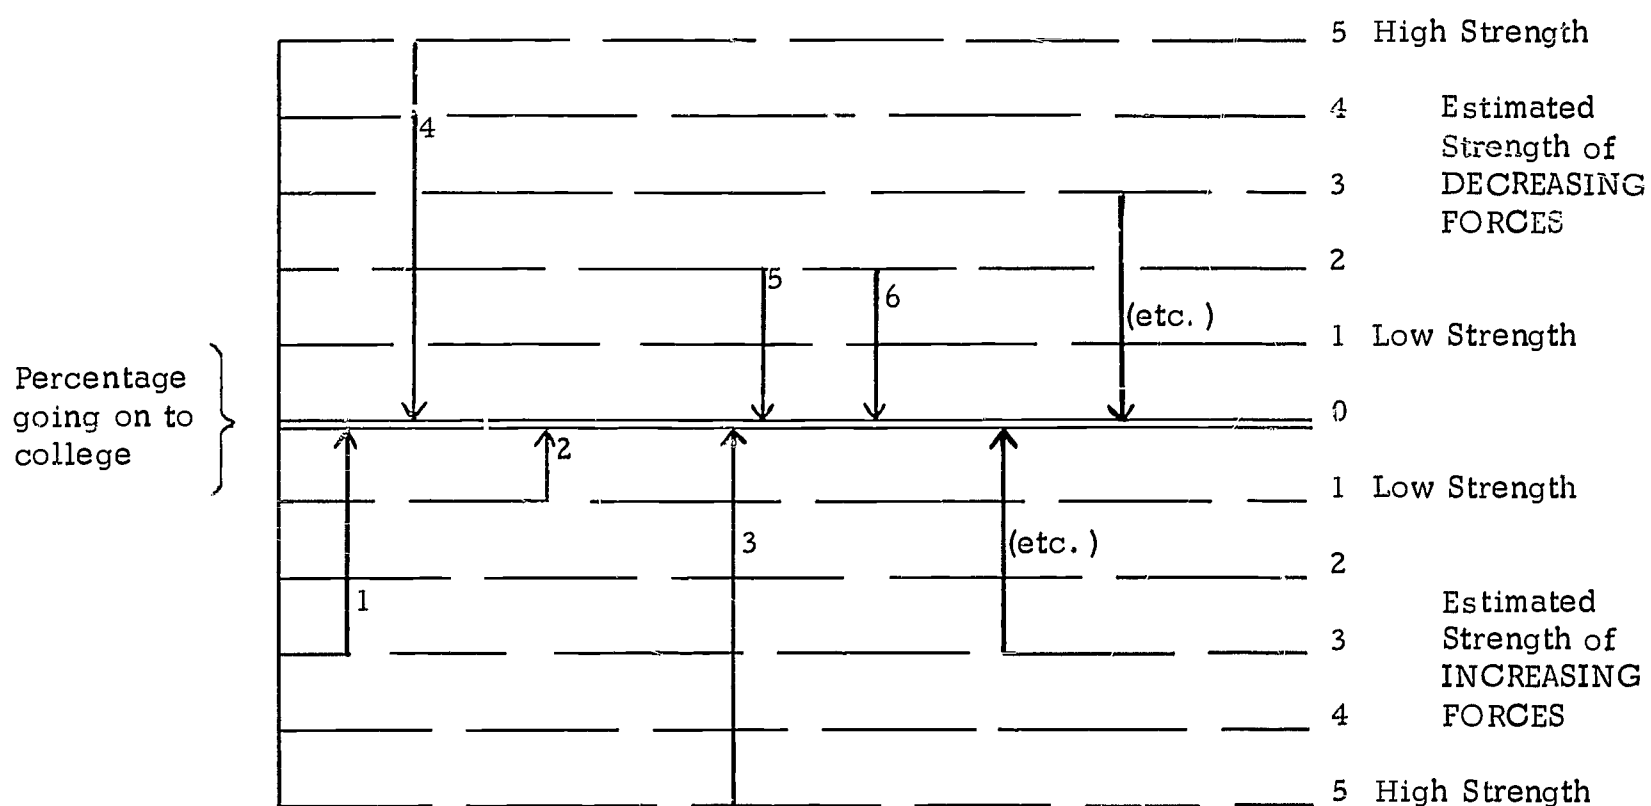 5 High Strength
4 Estimated
Strength of
3 DECREASING
FORCES
2
1 Low Strength
0
1 Low Strength
2
Estimated
3 Strength of
INCREASING
4 FORCES
5 High Strength
Percentage
going on to
college
4
5
6
(etc.)
1
2
3
(etc.)